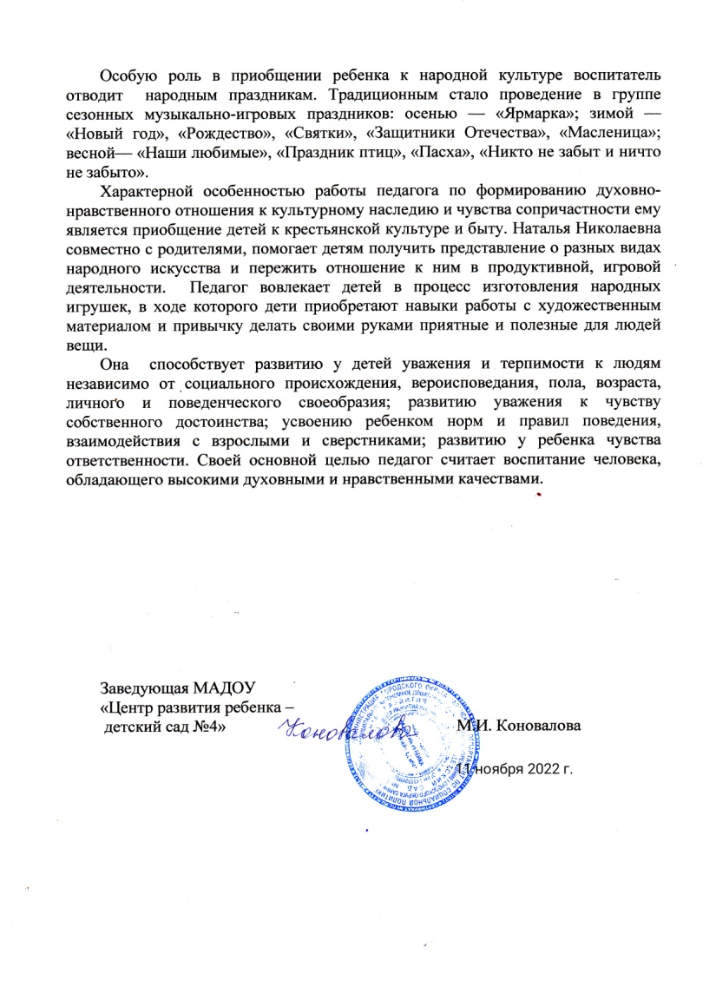 Особую роль в приобщении ребенка к народной культуре воспитатель
отводит народным праздникам. Традиционным стало проведение в группе
сезонных музыкально-игровых праздников: осенью — «Ярмарка»; зимой —
«Новый год», «Рождество», «Святки», «Защитники Отечества», «Масленица»;
весной— «Наши любимые», «Праздник птиц», «Пасха», «Никто не забыт и ничто
не забыто».
Характерной особенностью работы педагога по формированию духовно-
нравственного отношения к культурному наследию и чувства сопричастности ему
является приобщение детей к крестьянской культуре и быту. Наталья Николаевна
совместно с родителями, помогает детям получить представление о разных видах
народного искусства и пережить отношение к ним в продуктивной, игровой
деятельности. Педагог вовлекает детей в процесс изготовления народных
игрушек, в ходе которого дети приобретают навыки работы с художественным
материалом и привычку делать своими руками приятные и полезные для людей
вещи.
Она способствует развитию у детей уважения и терпимости к людям
независимо от социального происхождения, вероисповедания, пола, возраста,
личного и поведенческого своеобразия; развитию уважения к чувству
собственного достоинства; усвоению ребенком норм и правил поведения,
взаимодействия с взрослыми и сверстниками; развитию у ребенка чувства
ответственности. Своей основной целью педагог считает воспитание человека,
обладающего высокими духовными и нравственными качествами.
Заведующая МАДОУ
«Центр развития ребенка –
детский сад №4»
Коновалова
М.И. Коновалова
11 ноября 2022 г.